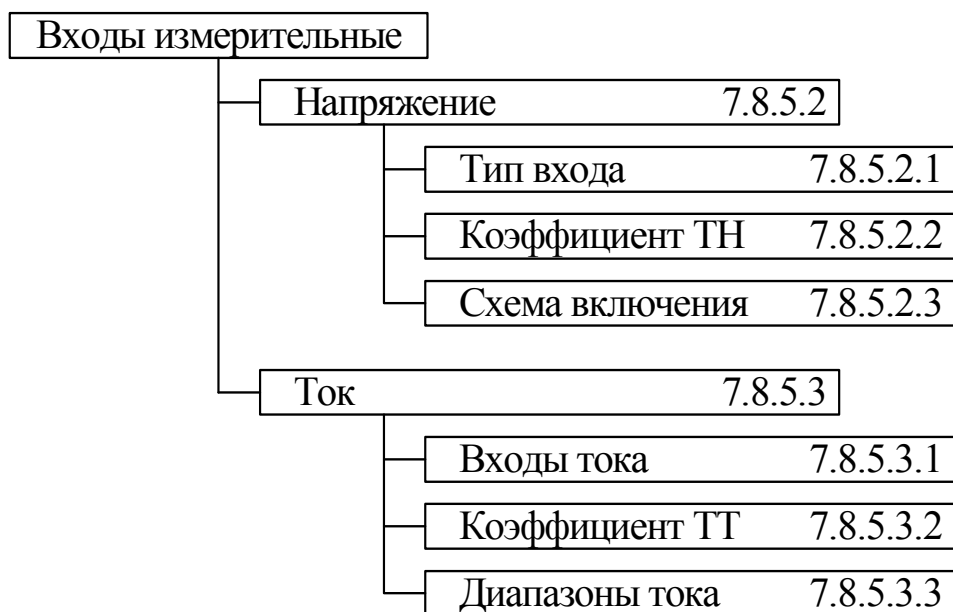 Входы измерительные
Напряжение 7.8.5.2
Тип входа 7.8.5.2.1
Коэффициент ТН 7.8.5.2.2
Схема включения 7.8.5.2.3
Ток 7.8.5.3
Входы тока 7.8.5.3.1
Коэффициент ТТ 7.8.5.3.2
Диапазоны тока 7.8.5.3.3